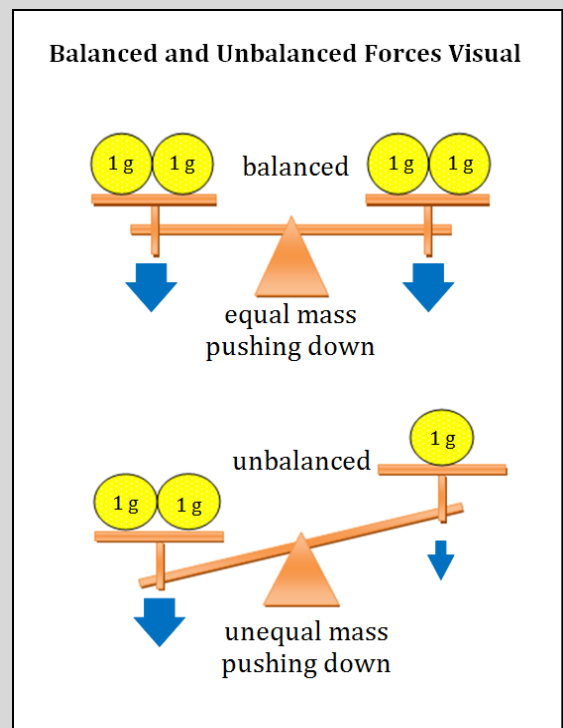 Balanced and Unbalanced Forces Visual
1 g 1 g balanced 1 g 1 g
equal mass
pushing down
1 g
unbalanced
1 g 1 g
unequal mass
pushing down